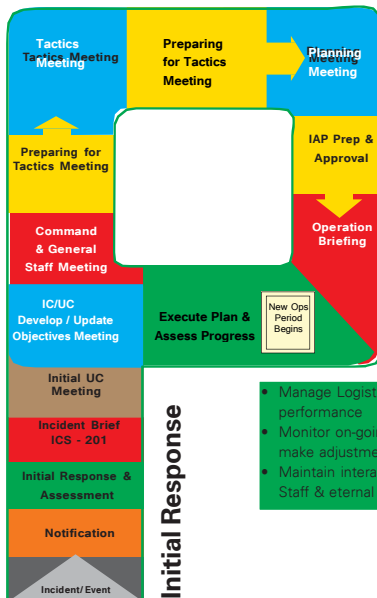 Tactics
Meeting
Tactics Meeting
Preparing
for Tactics
Meeting
Planning
Meeting
Planning
Meeting
Preparing for
Tactics Meeting
IAP Prep &
Approval
Command
& General
Staff Meeting
Operation
Briefing
IC/UC
Develop / Update
Objectives Meeting
Execute Plan &
Assess Progress
New Ops
Period
Begins
Initial UC
Meeting
Incident Brief
ICS - 201
Initial Response &
Assessment
Notification
Incident/Event
Initial Response
• Manage Logist
performance
• Monitor on-goin
make adjustme
• Maintain intera
Staff & eternal